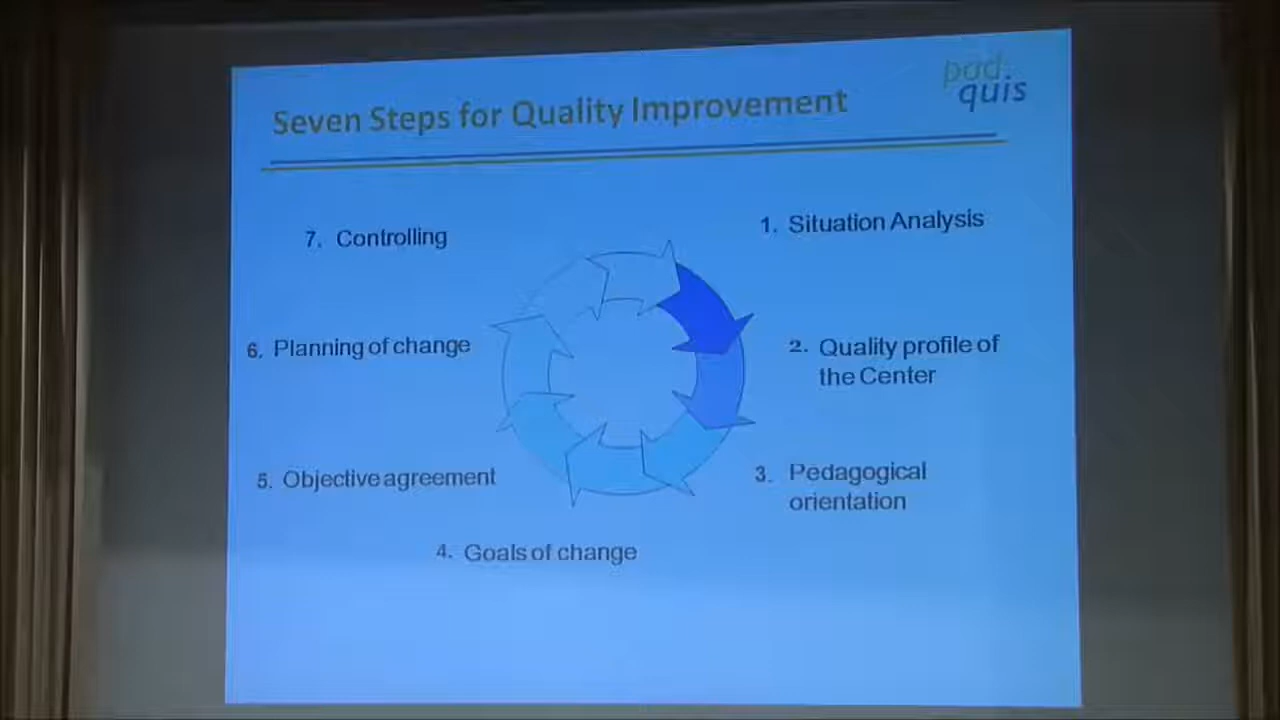 pad.
quis
Seven Steps for Quality Improvement
1. Situation Analysis
2. Quality profile of
the Center
3. Pedagogical
orientation
4. Goals of change
5. Objective agreement
6. Planning of change
7. Controlling